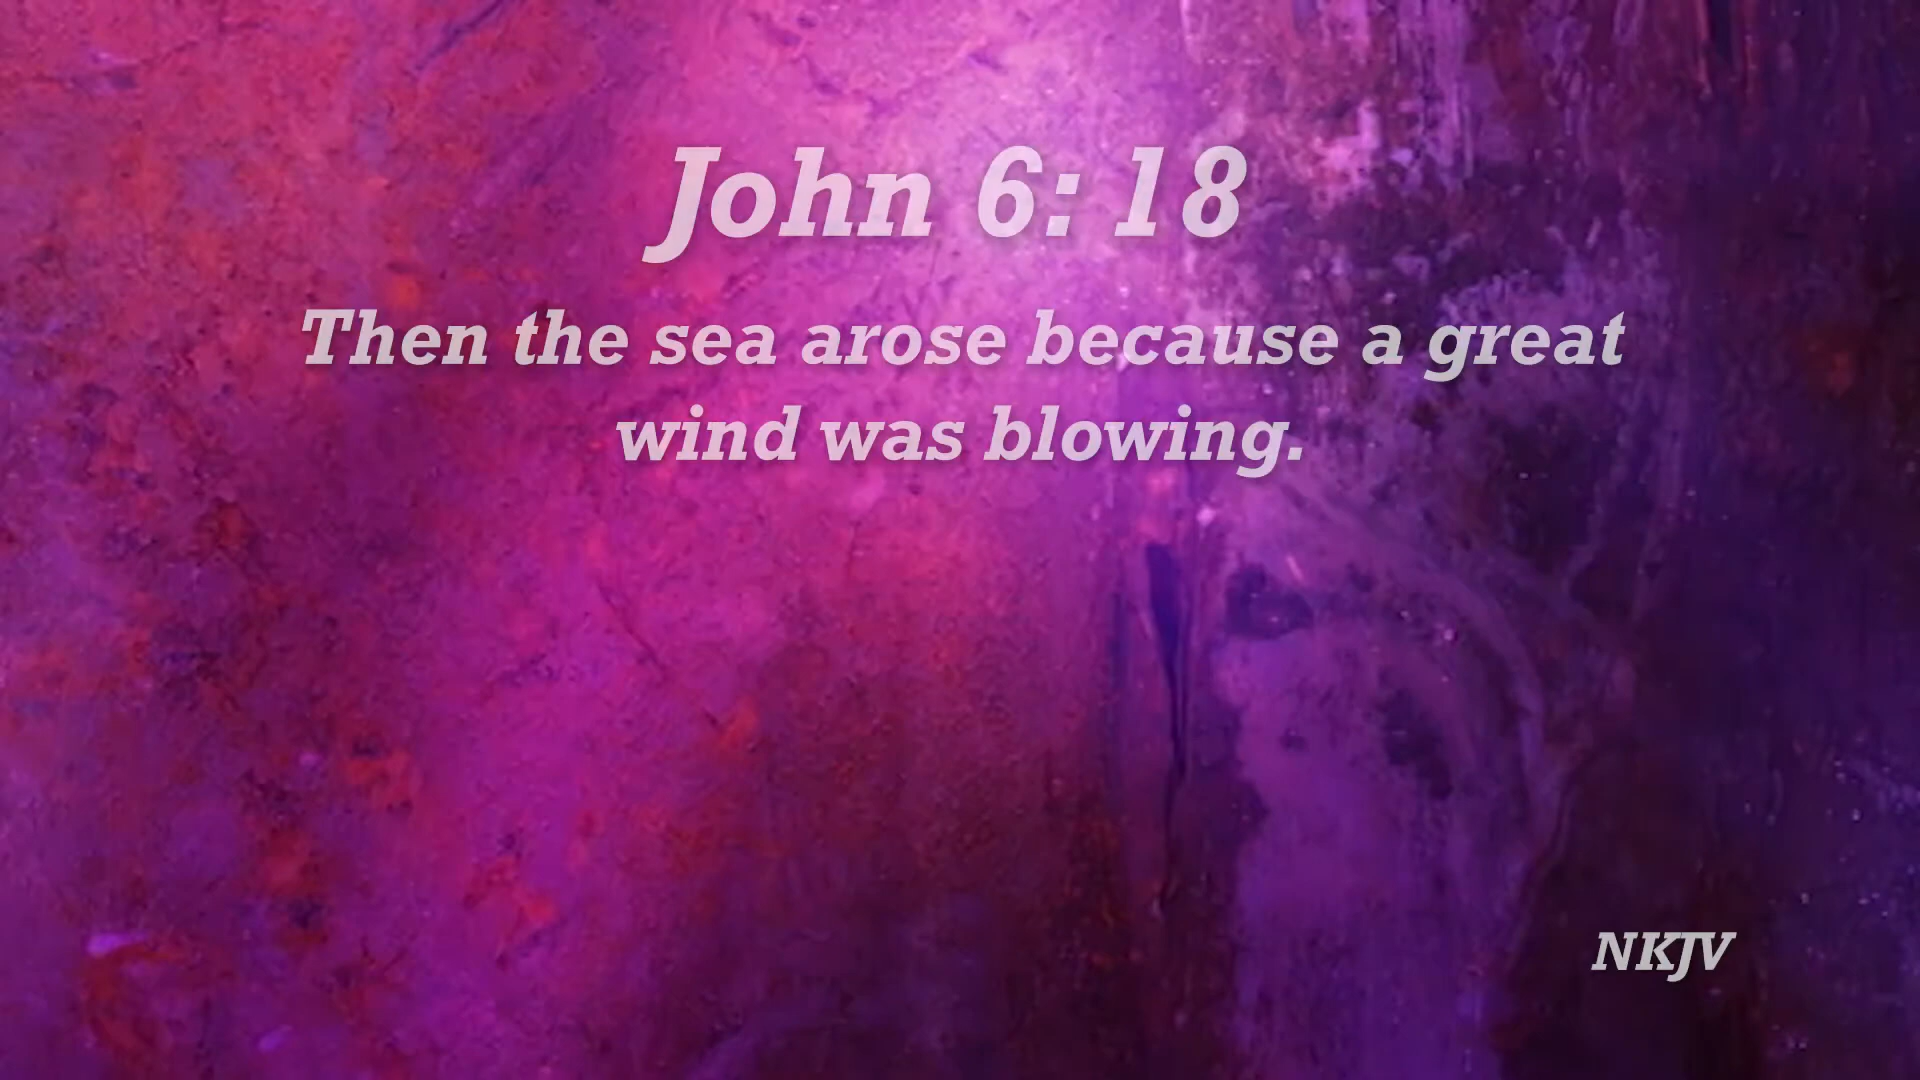 John 6: 18
Then the sea arose because a great
wind was blowing.
NKJV